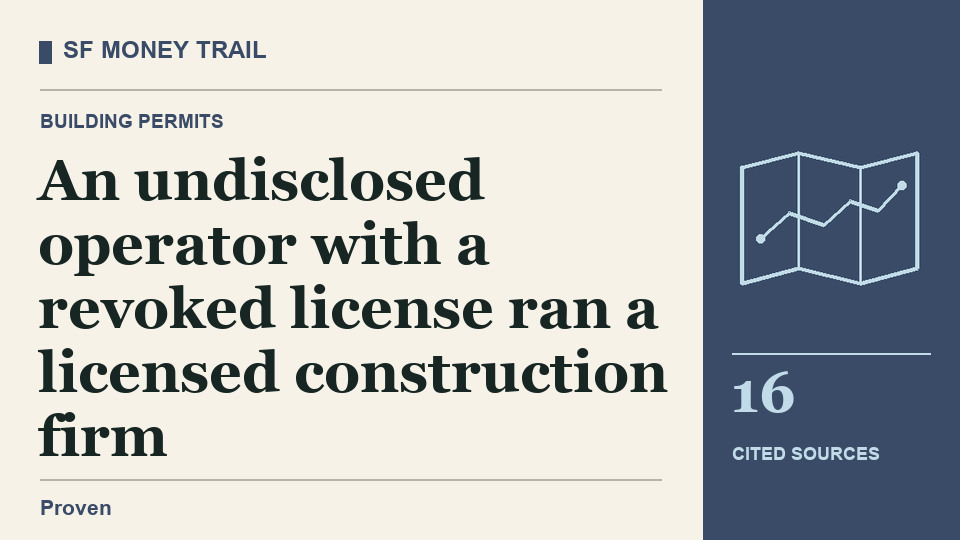 SF MONEY TRAIL
BUILDING PERMITS
An undisclosed
operator with a
revoked license ran a
licensed construction
firm
Proven
16
CITED SOURCES